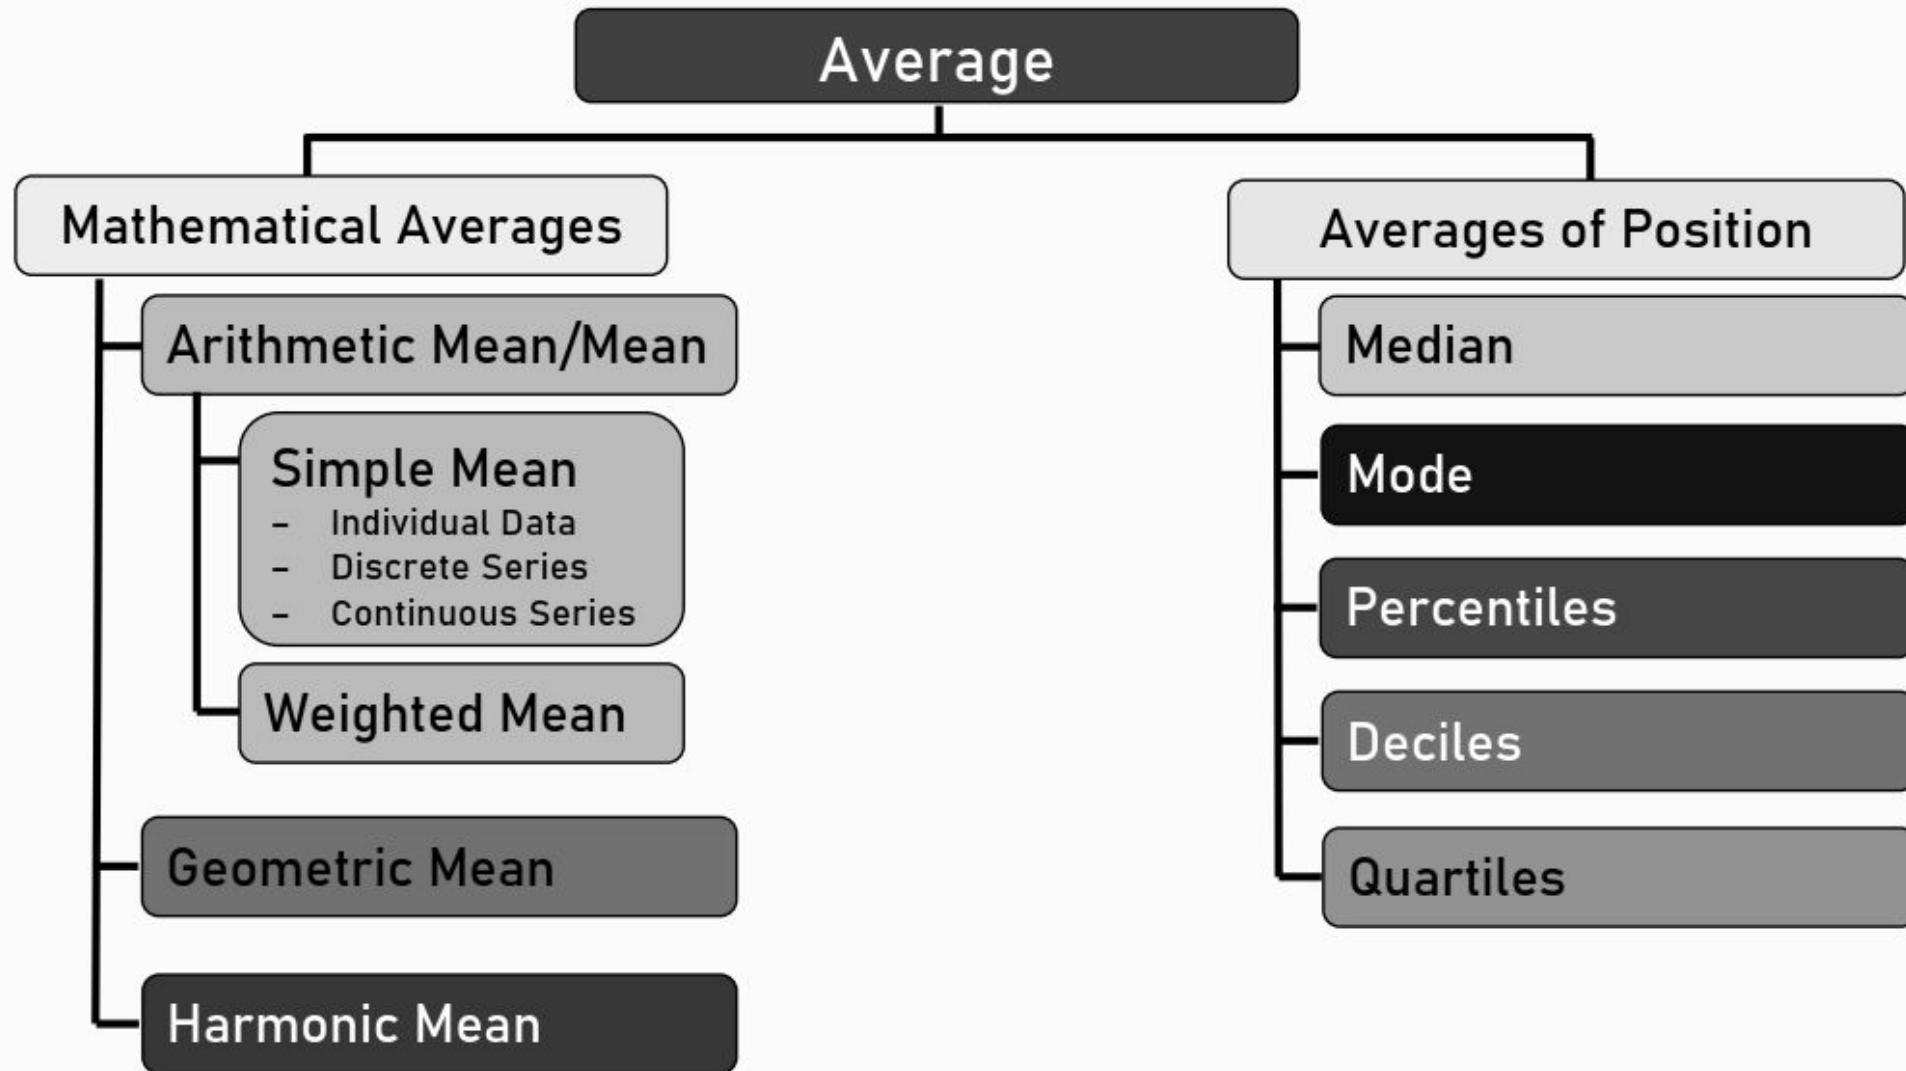 Average
Mathematical Averages
Arithmetic Mean/Mean
Simple Mean
- Individual Data
- Discrete Series
- Continuous Series
Weighted Mean
Geometric Mean
Harmonic Mean
Averages of Position
Median
Mode
Percentiles
Deciles
Quartiles